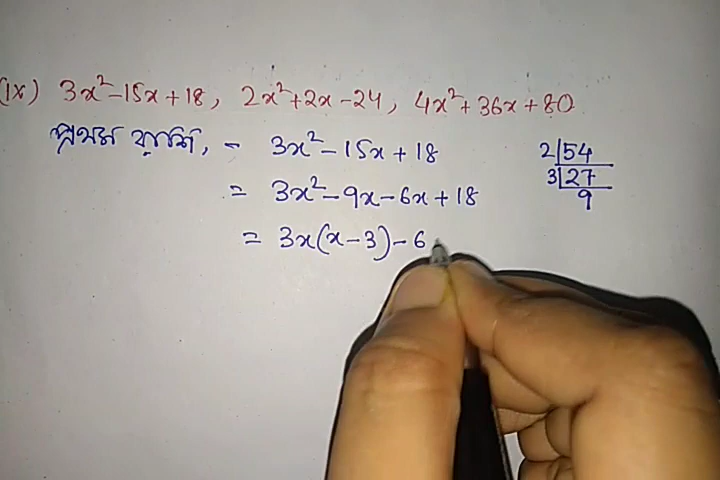 (ix) 3x²-15x+18, 2x²+2x-24, 4x²+36x+80
প্রথম রাশি, - 3x²-15x+18
= 3x²-9x-6x+18
= 3x(x-3)-6
2|54
3|27
9